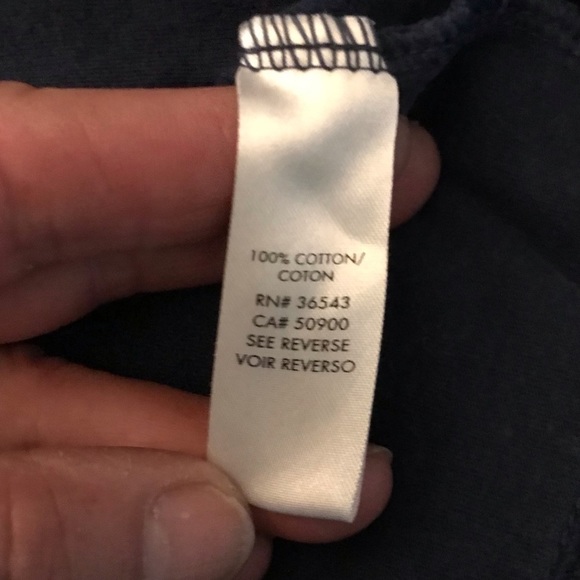 100% COTTON/
COTON
RN# 36543
CA# 50900
SEE REVERSE
VOIR REVERSO